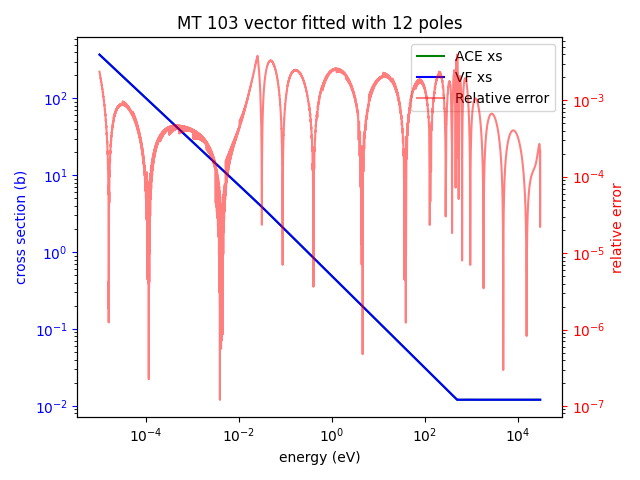 MT 103 vector fitted with 12 poles
ACE xs
VF xs
Relative error
10^2
10^1
10^0
10^-1
10^-2
cross section (b)
10^-3
10^-4
10^-5
10^-6
10^-7
relative error
10^-4 10^-2 10^0 10^2 10^4
energy (eV)